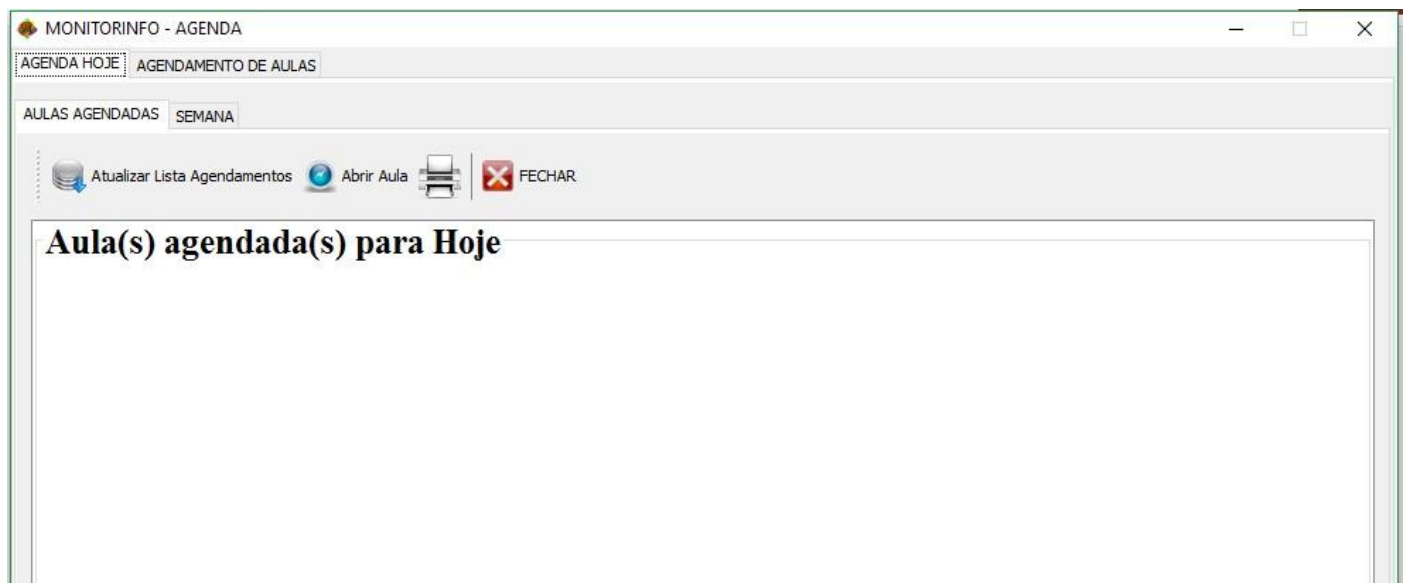 MONITORINFO - AGENDA
AGENDA HOJE AGENDAMENTO DE AULAS
AULAS AGENDADAS SEMANA
Atualizar Lista Agendamentos Abrir Aula FECHAR
Aula(s) agendada(s) para Hoje